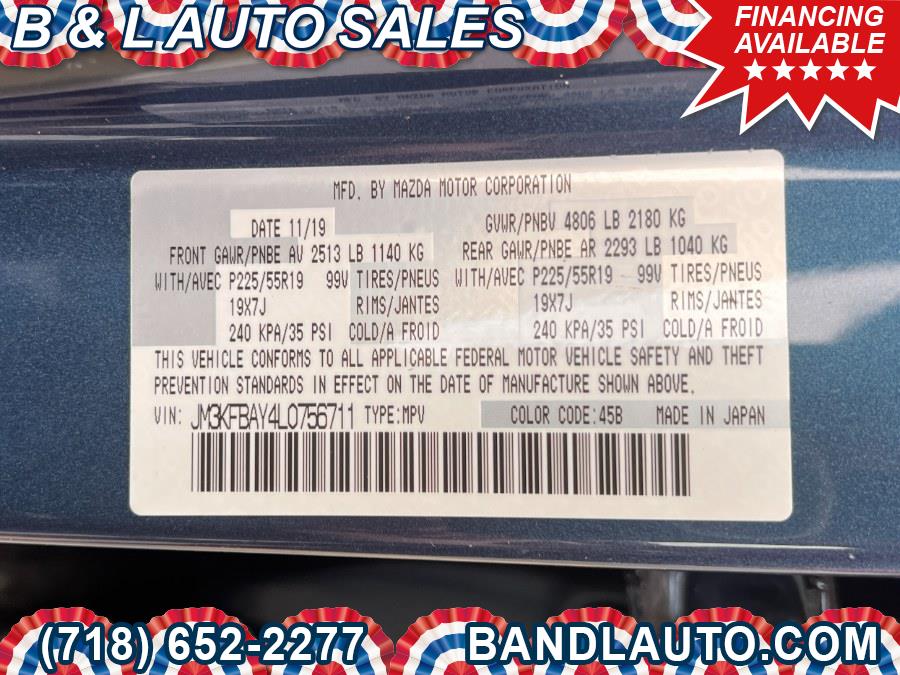 B & L AUTO SALES
FINANCING
AVAILABLE
MFD. BY MAZDA MOTOR CORPORATION
DATE 11/19
GVWR/PNBV 4806 LB 2180 KG
FRONT GAWR/PNBE AV 2513 LB 1140 KG
REAR GAWR/PNBE AR 2293 LB 1040 KG
WITH/AVEC P225/55R19 99V TIRES/PNEUS
WITH/AVEC P225/55R19 99V TIRES/PNEUS
19X7J RIMS/JANTES
19X7J RIMS/JANTES
240 KPA/35 PSI COLD/A FROID
240 KPA/35 PSI COLD/A FROID
THIS VEHICLE CONFORMS TO ALL APPLICABLE FEDERAL MOTOR VEHICLE SAFETY AND THEFT
PREVENTION STANDARDS IN EFFECT ON THE DATE OF MANUFACTURE SHOWN ABOVE.
VIN: JM3KFBAY4L0756711 TYPE:MPV COLOR CODE:45B MADE IN JAPAN
(718) 652-2277
BANDLAUTO.COM